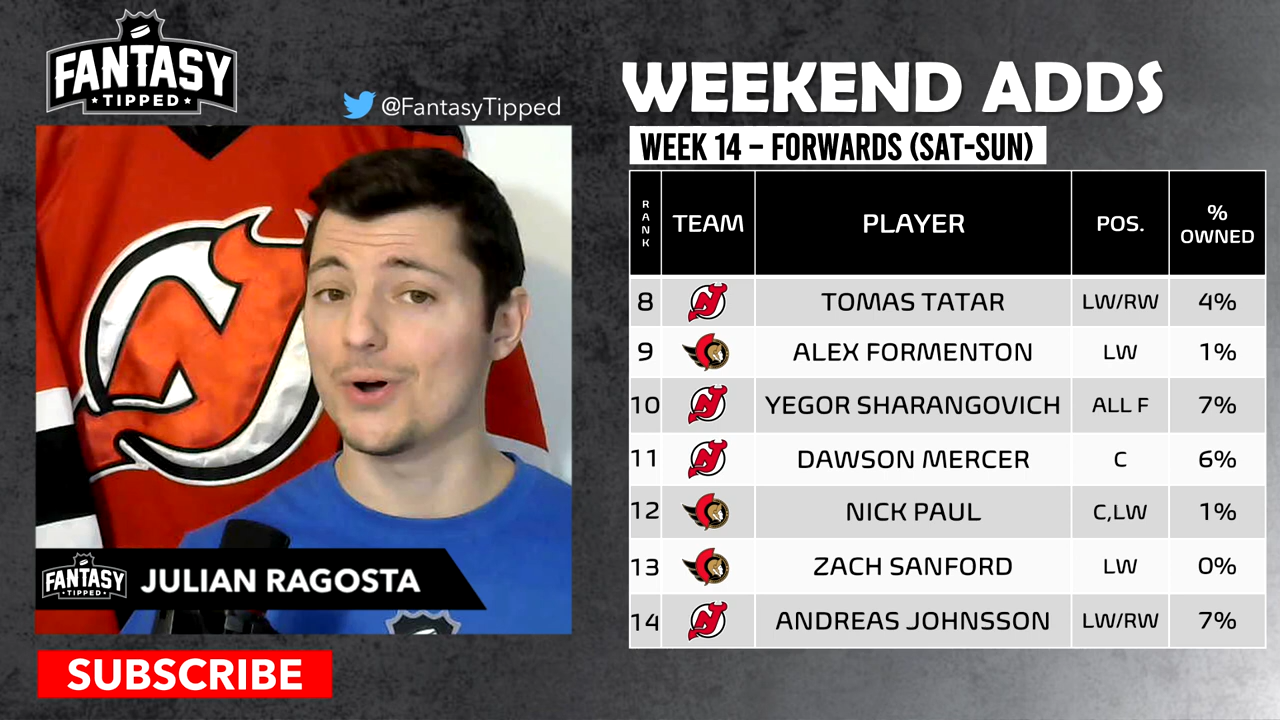 FANTASY
TIPPED
@FantasyTipped
JULIAN RAGOSTA
FANTASY
TIPPED
SUBSCRIBE
WEEKEND ADDS
WEEK 14 – FORWARDS (SAT-SUN)
RANK TEAM PLAYER POS. % OWNED
8 TOMAS TATAR LW/RW 4%
9 ALEX FORMENTON LW 1%
10 YEGOR SHARANGOVICH ALL F 7%
11 DAWSON MERCER C 6%
12 NICK PAUL C,LW 1%
13 ZACH SANFORD LW 0%
14 ANDREAS JOHNSSON LW/RW 7%